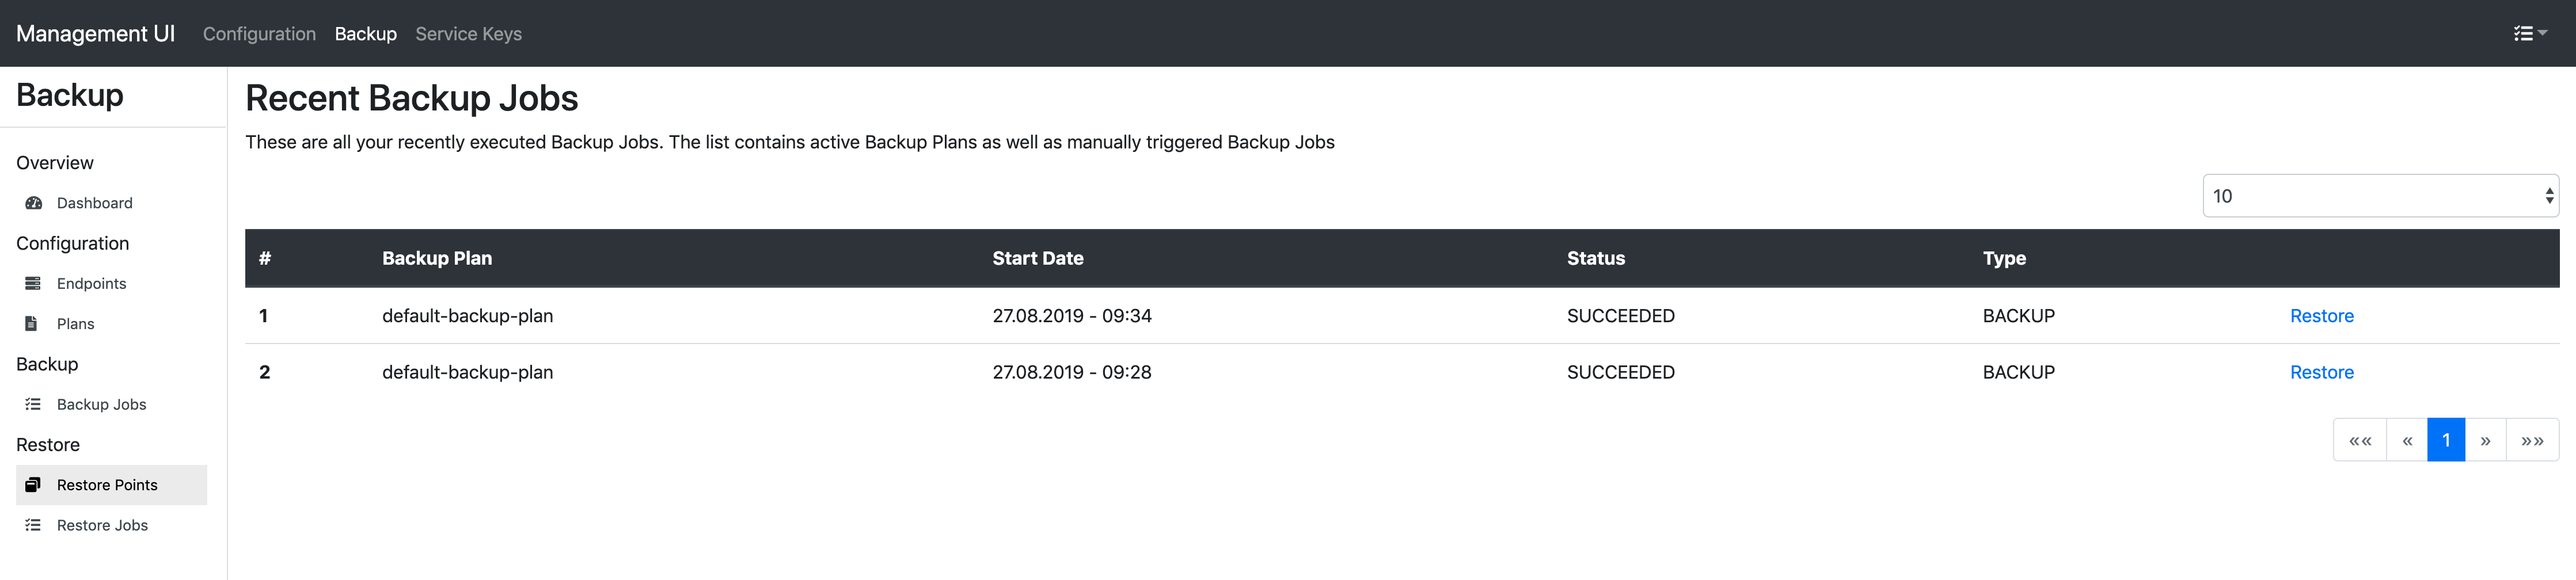 Management UI Configuration Backup Service Keys
Backup
Overview
Dashboard
Configuration
Endpoints
Plans
Backup
Backup Jobs
Restore
Restore Points
Restore Jobs
Recent Backup Jobs
These are all your recently executed Backup Jobs. The list contains active Backup Plans as well as manually triggered Backup Jobs
10
# Backup Plan Start Date Status Type
1 default-backup-plan 27.08.2019 - 09:34 SUCCEEDED BACKUP Restore
2 default-backup-plan 27.08.2019 - 09:28 SUCCEEDED BACKUP Restore
«« « 1 » »»